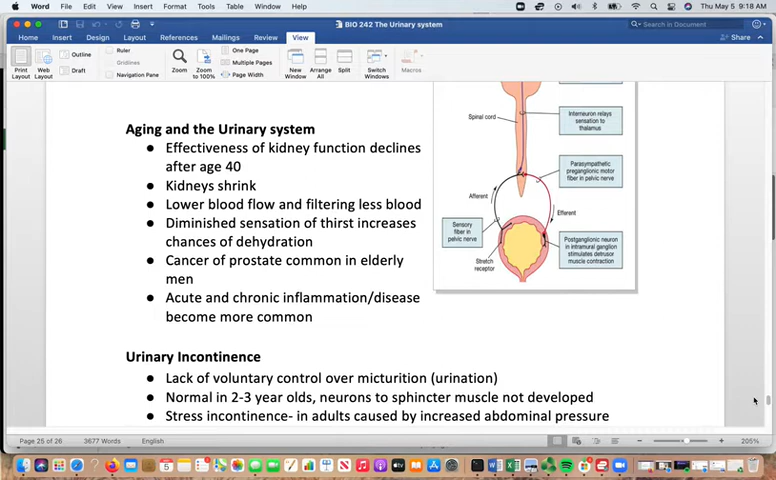 Word File Edit View Insert Format Tools Table Window Help
Thu May 5 9:18 AM
BIO 242 The Urinary system
Search in Document
Home Insert Design Layout References Mailings Review View
Share
Print Layout
Web Layout
Outline
Draft
Ruler
Gridlines
Navigation Pane
Zoom
Zoom to 100%
One Page
Multiple Pages
Page Width
New Window
Arrange All
Split
Switch Windows
Macros
Aging and the Urinary system
● Effectiveness of kidney function declines
after age 40
● Kidneys shrink
● Lower blood flow and filtering less blood
● Diminished sensation of thirst increases
chances of dehydration
● Cancer of prostate common in elderly
men
● Acute and chronic inflammation/disease
become more common
Spinal cord
Interneuron relays
sensation to
thalamus
Parasympathetic
preganglionic motor
fiber in pelvic nerve
Afferent
Efferent
Sensory
fiber in
pelvic nerve
Stretch
receptor
Postganglionic neuron
in intramural ganglion
stimulates detrusor
muscle contraction
Urinary Incontinence
● Lack of voluntary control over micturition (urination)
● Normal in 2-3 year olds, neurons to sphincter muscle not developed
● Stress incontinence- in adults caused by increased abdominal pressure
Page 25 of 26 3677 Words English
205%